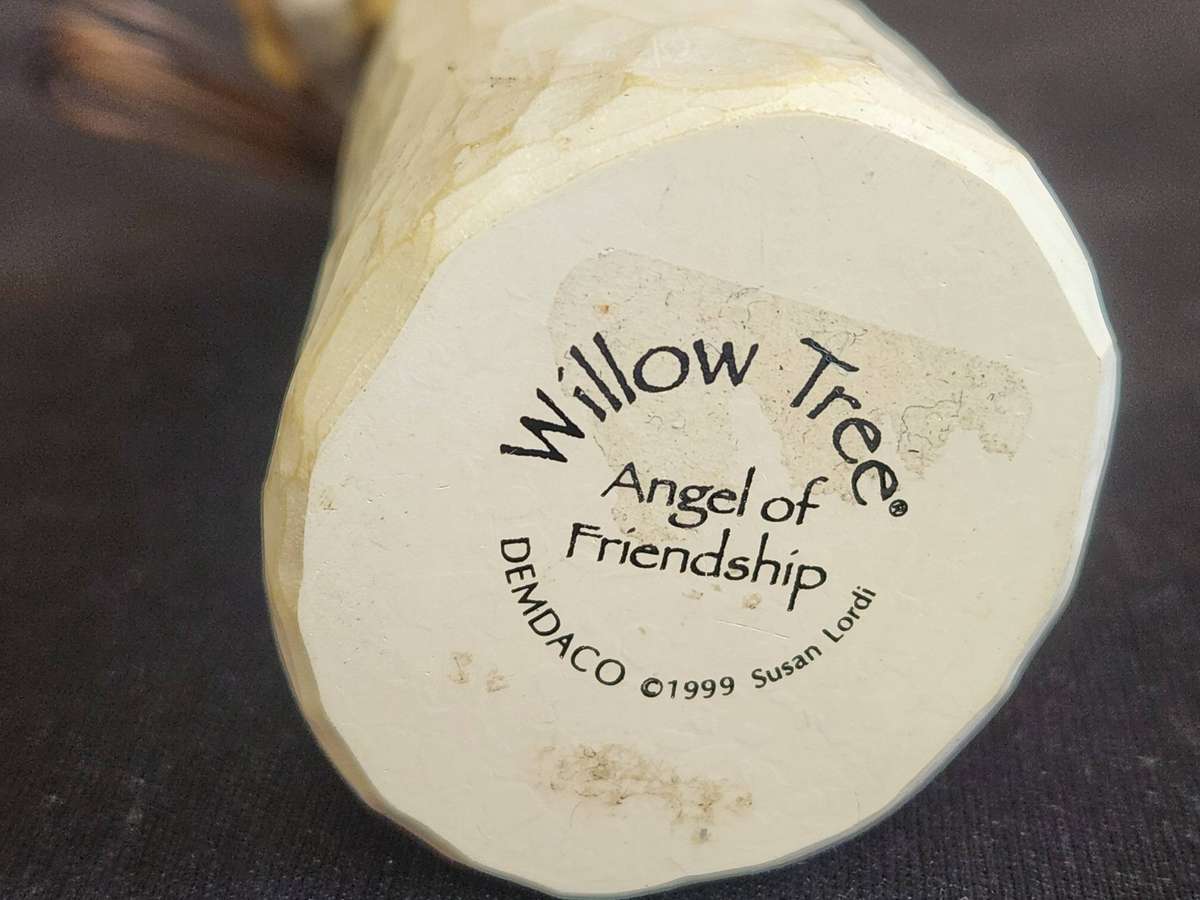 Willow Tree®
Angel of
Friendship
DEMDACO ©1999 Susan Lordi